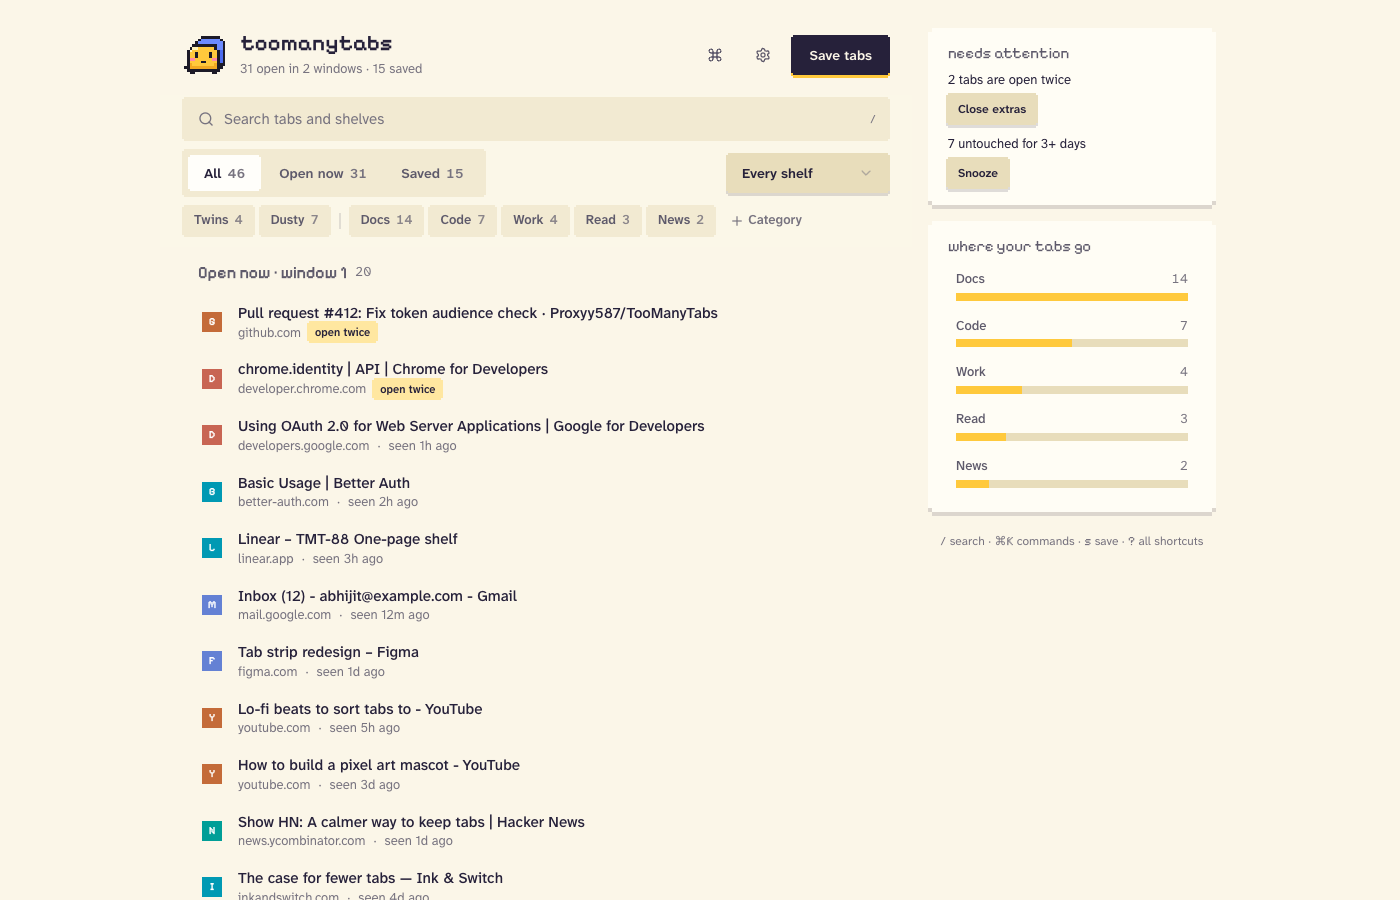 toomanytabs
31 open in 2 windows · 15 saved
⌘
Save tabs
Search tabs and shelves /
All 46 Open now 31 Saved 15
Every shelf
Twins 4 Dusty 7 Docs 14 Code 7 Work 4 Read 3 News 2 + Category
Open now · window 1 20
G
Pull request #412: Fix token audience check · Proxyy587/TooManyTabs
github.com open twice
D
chrome.identity | API | Chrome for Developers
developer.chrome.com open twice
D
Using OAuth 2.0 for Web Server Applications | Google for Developers
developers.google.com · seen 1h ago
B
Basic Usage | Better Auth
better-auth.com · seen 2h ago
L
Linear – TMT-88 One-page shelf
linear.app · seen 3h ago
M
Inbox (12) - abhijit@example.com - Gmail
mail.google.com · seen 12m ago
F
Tab strip redesign – Figma
figma.com · seen 1d ago
Y
Lo-fi beats to sort tabs to - YouTube
youtube.com · seen 5h ago
Y
How to build a pixel art mascot - YouTube
youtube.com · seen 3d ago
N
Show HN: A calmer way to keep tabs | Hacker News
news.ycombinator.com · seen 1d ago
I
The case for fewer tabs — Ink & Switch
inkandswitch.com · seen 4d ago
needs attention
2 tabs are open twice
Close extras
7 untouched for 3+ days
Snooze
where your tabs go
Docs 14
Code 7
Work 4
Read 3
News 2
/ search · ⌘K commands · s save · ? all shortcuts